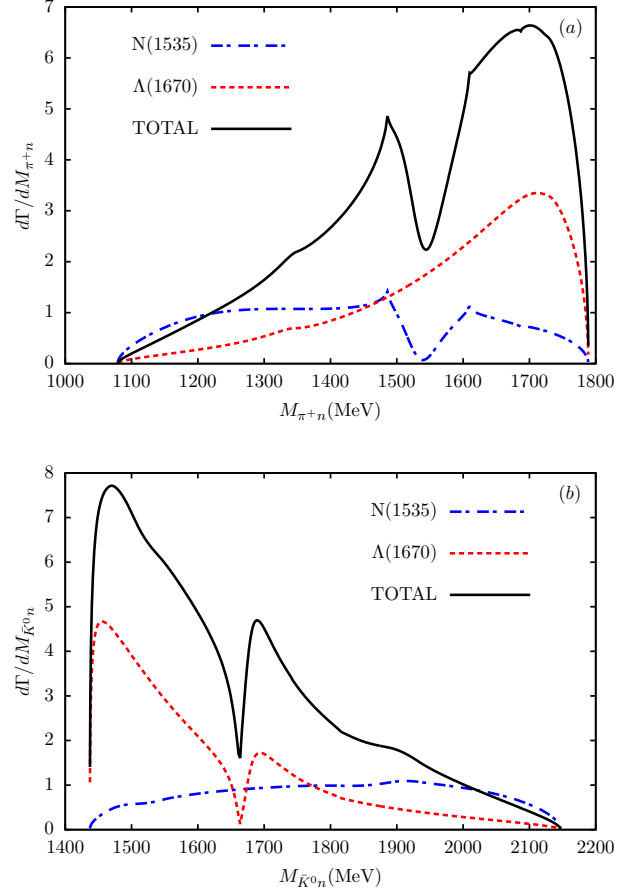 (a)
N(1535)
Λ(1670)
TOTAL
dΓ/dM_{π⁺n}
0
1
2
3
4
5
6
7
1000 1100 1200 1300 1400 1500 1600 1700 1800
M_{π⁺n}(MeV)
(b)
N(1535)
Λ(1670)
TOTAL
dΓ/dM_{K̄⁰n}
0
1
2
3
4
5
6
7
8
1400 1500 1600 1700 1800 1900 2000 2100 2200
M_{K̄⁰n}(MeV)